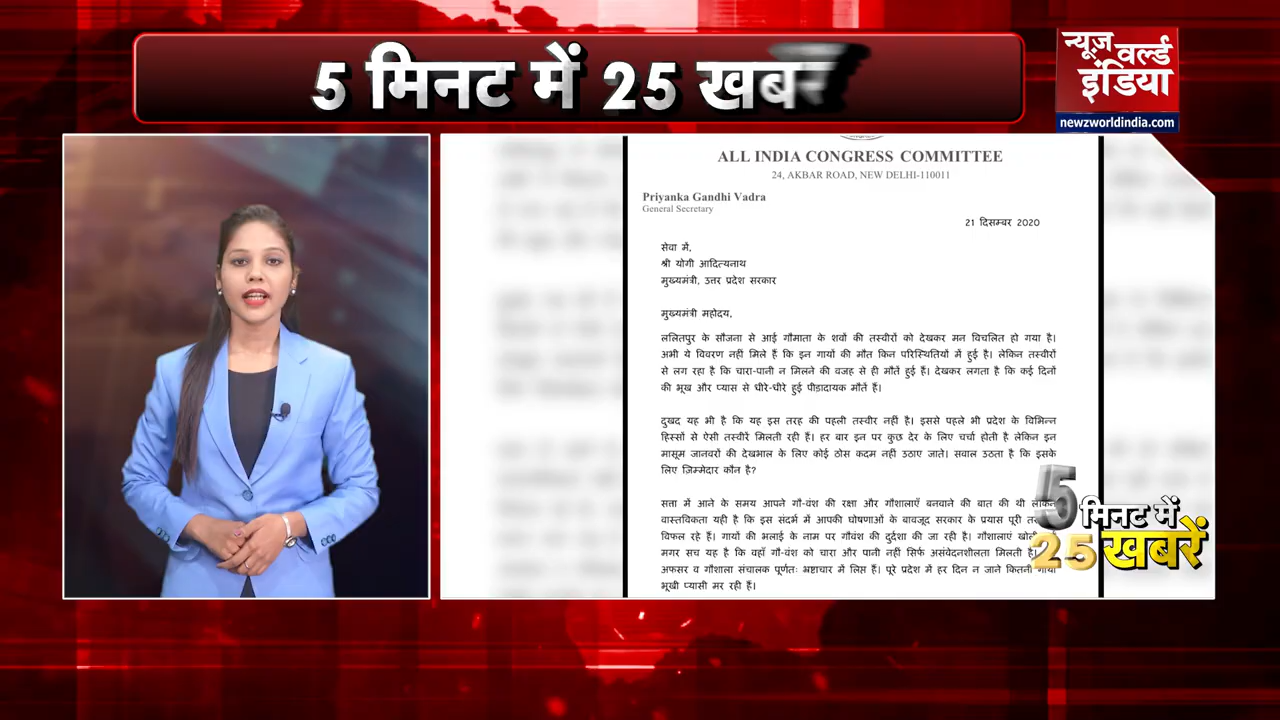 5 मिनट में 25 खबरें
न्यूज़
वर्ल्ड
इंडिया
newzworldindia.com
ALL INDIA CONGRESS COMMITTEE
24, AKBAR ROAD, NEW DELHI-110011
Priyanka Gandhi Vadra
General Secretary
21 दिसम्बर 2020
सेवा में,
श्री योगी आदित्यनाथ
मुख्यमंत्री, उत्तर प्रदेश सरकार
मुख्यमंत्री महोदय,
ललितपुर के सौजना से आई गौमाता के शवों की तस्वीरों को देखकर मन विचलित हो गया है।
अभी ये विवरण नहीं मिले हैं कि इन गायों की मौत किन परिस्थितियों में हुई है। लेकिन तस्वीरों
से लग रहा है कि चारा-पानी न मिलने की वजह से ही मौतें हुई हैं। देखकर लगता है कि कई दिनों
की भूख और प्यास से धीरे-धीरे हुई पीड़ादायक मौतें हैं।
दुखद यह भी है कि यह इस तरह की पहली तस्वीर नहीं है। इससे पहले भी प्रदेश के विभिन्न
हिस्सों से ऐसी तस्वीरें मिलती रही हैं। हर बार इन पर कुछ देर के लिए चर्चा होती है लेकिन इन
मासूम जानवरों की देखभाल के लिए कोई ठोस कदम नहीं उठाए जाते। सवाल उठता है कि इसके
लिए ज़िम्मेदार कौन है?
सत्ता में आने के समय आपने गौ-वंश की रक्षा और गौशालाएँ बनवाने की बात की थी लेकिन
वास्तविकता यही है कि इस संदर्भ में आपकी घोषणाओं के बावजूद सरकार के प्रयास पूरी
विफल रहे हैं। गायों की भलाई के नाम पर गौवंश की दुर्दशा की जा रही है। गौशालाएं
मगर सच यह है कि वहाँ गौ-वंश को चारा और पानी नहीं सिर्फ असंवेदनशीलता मिलती है।
अफसर व गौशाला संचालक पूर्णतः भ्रष्टाचार में लिप्त हैं। पूरे प्रदेश में हर दिन न जाने कितनी
भूखी प्यासी मर रही हैं।
5 मिनट में
25 खबरें